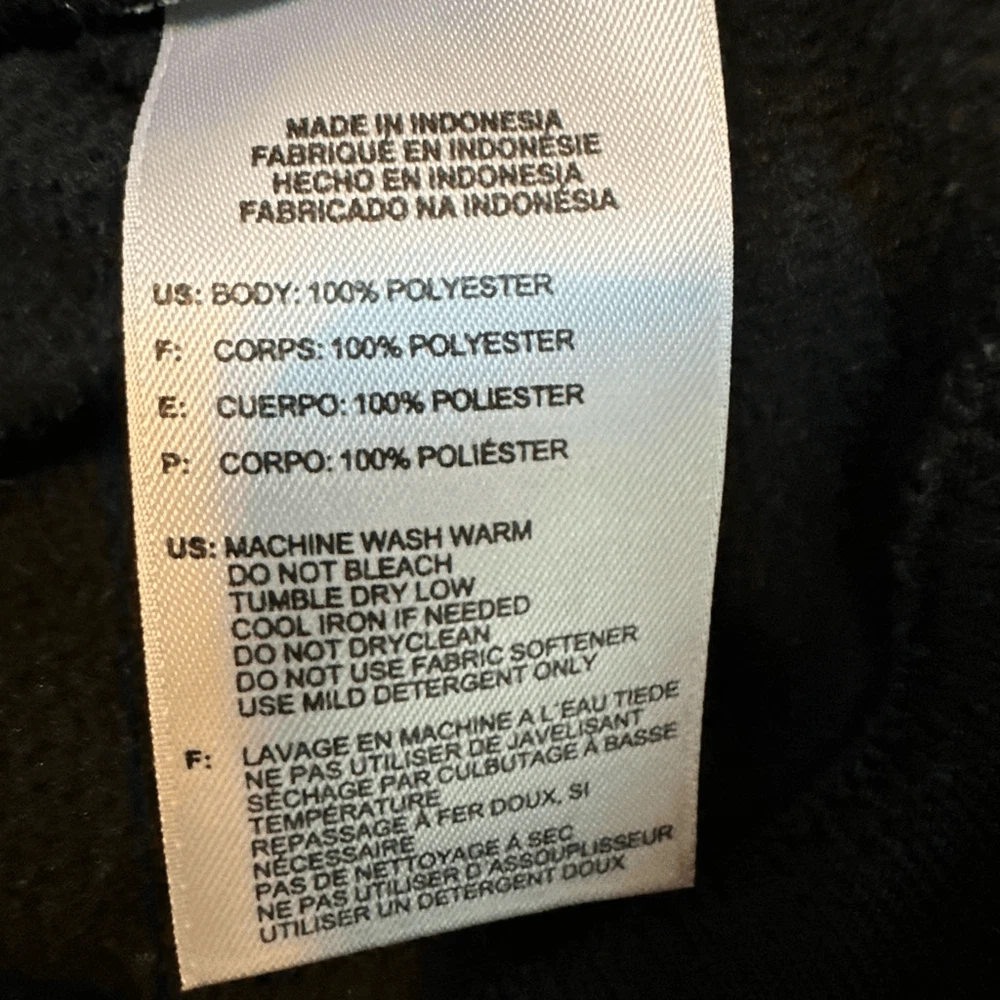 MADE IN INDONESIA
FABRIQUÉ EN INDONÉSIE
HECHO EN INDONESIA
FABRICADO NA INDONÉSIA
US: BODY: 100% POLYESTER
F: CORPS: 100% POLYESTER
E: CUERPO: 100% POLIESTER
P: CORPO: 100% POLIÉSTER
US: MACHINE WASH WARM
DO NOT BLEACH
TUMBLE DRY LOW
COOL IRON IF NEEDED
DO NOT DRYCLEAN
DO NOT USE FABRIC SOFTENER
USE MILD DETERGENT ONLY
F: LAVAGE EN MACHINE A L'EAU TIEDE
NE PAS UTILISER DE JAVELISANT
SÉCHAGE PAR CULBUTAGE À BASSE
TEMPÉRATURE
REPASSAGE À FER DOUX, SI
NÉCESSAIRE
PAS DE NETTOYAGE À SEC
NE PAS UTILISER D'ASSOUPLISSEUR
UTILISER UN DÉTERGENT DOUX